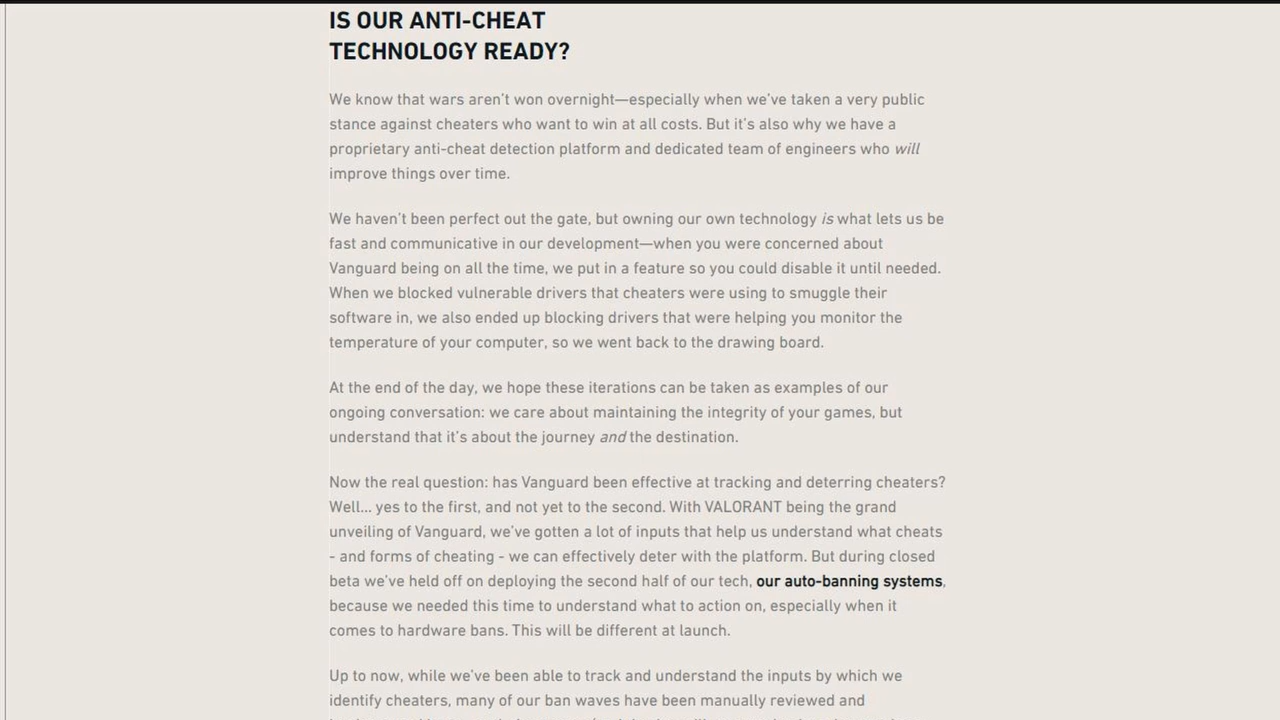 IS OUR ANTI-CHEAT
TECHNOLOGY READY?
We know that wars aren't won overnight—especially when we've taken a very public
stance against cheaters who want to win at all costs. But it's also why we have a
proprietary anti-cheat detection platform and dedicated team of engineers who will
improve things over time.
We haven't been perfect out the gate, but owning our own technology is what lets us be
fast and communicative in our development—when you were concerned about
Vanguard being on all the time, we put in a feature so you could disable it until needed.
When we blocked vulnerable drivers that cheaters were using to smuggle their
software in, we also ended up blocking drivers that were helping you monitor the
temperature of your computer, so we went back to the drawing board.
At the end of the day, we hope these iterations can be taken as examples of our
ongoing conversation: we care about maintaining the integrity of your games, but
understand that it's about the journey and the destination.
Now the real question: has Vanguard been effective at tracking and deterring cheaters?
Well... yes to the first, and not yet to the second. With VALORANT being the grand
unveiling of Vanguard, we've gotten a lot of inputs that help us understand what cheats
- and forms of cheating - we can effectively deter with the platform. But during closed
beta we've held off on deploying the second half of our tech, our auto-banning systems,
because we needed this time to understand what to action on, especially when it
comes to hardware bans. This will be different at launch.
Up to now, while we've been able to track and understand the inputs by which we
identify cheaters, many of our ban waves have been manually reviewed and